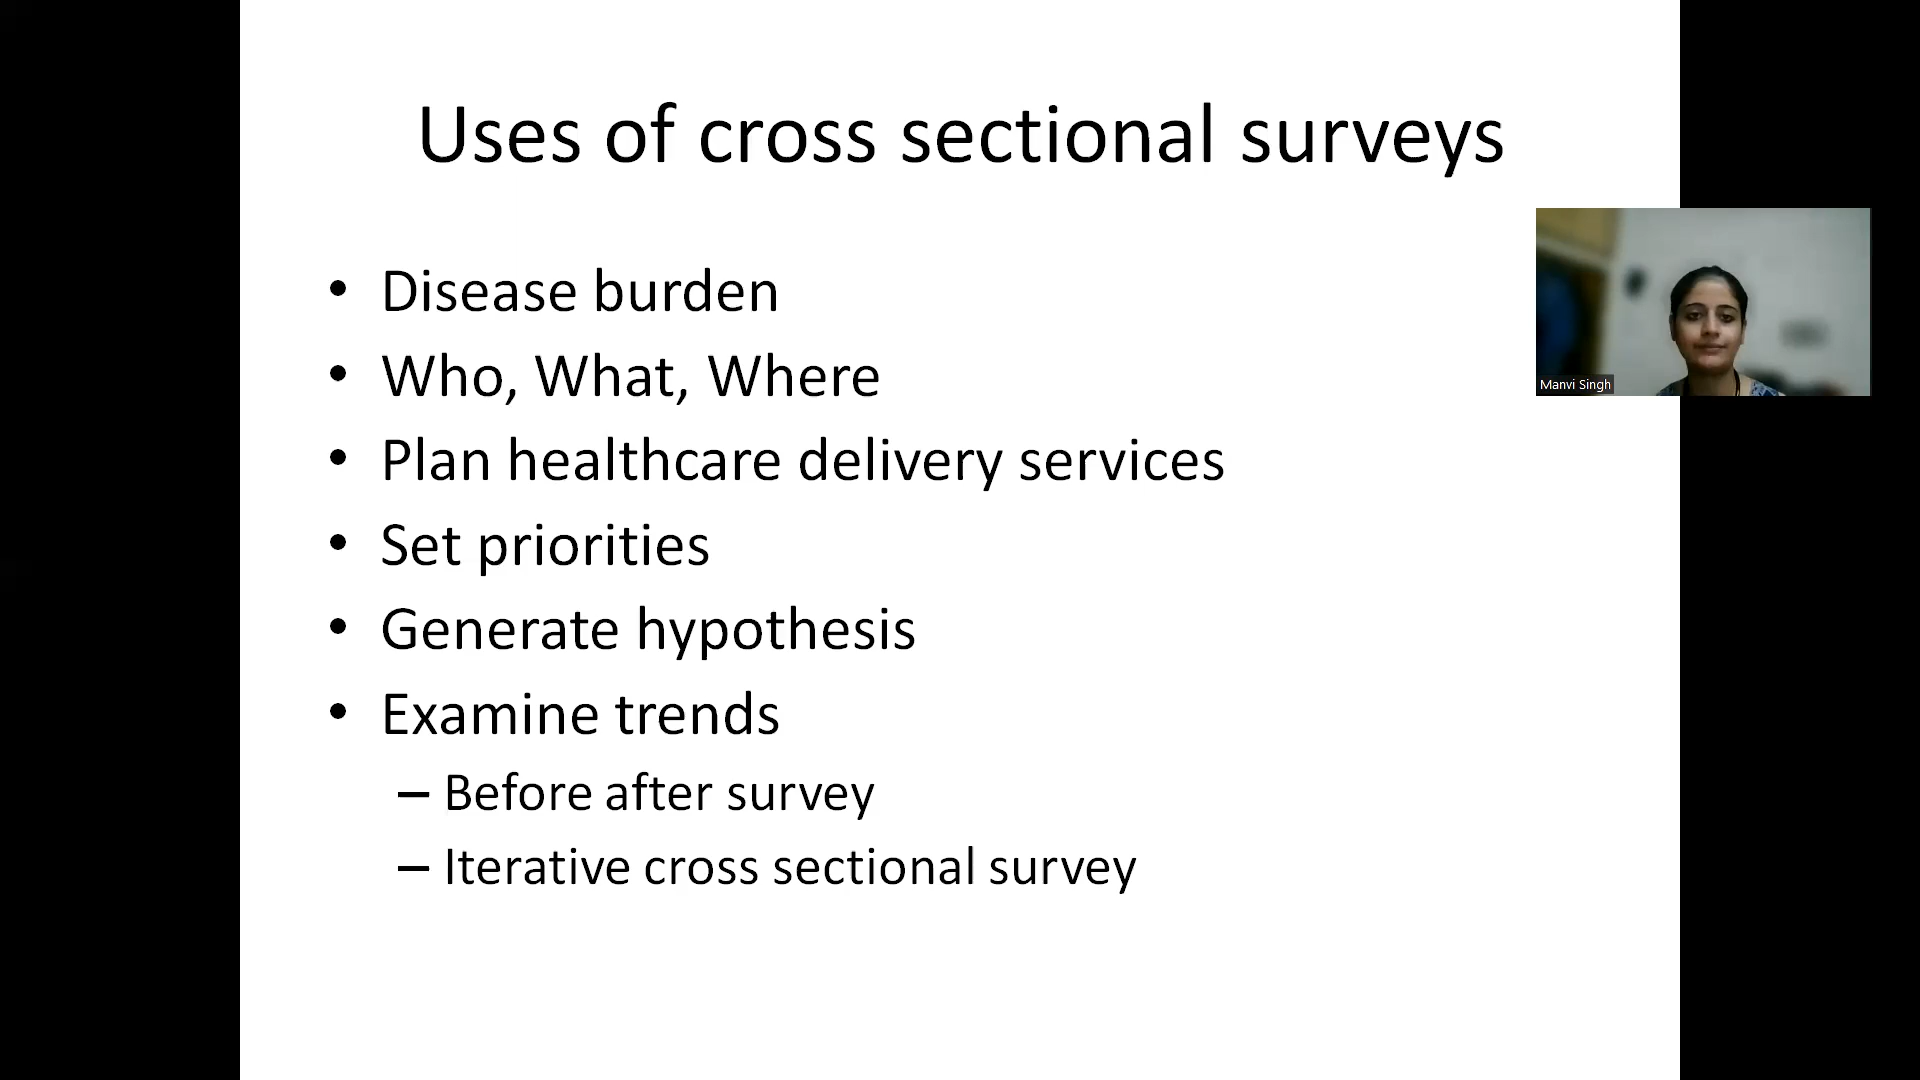 Uses of cross sectional surveys
• Disease burden
• Who, What, Where
• Plan healthcare delivery services
• Set priorities
• Generate hypothesis
• Examine trends
– Before after survey
– Iterative cross sectional survey
Manvi Singh